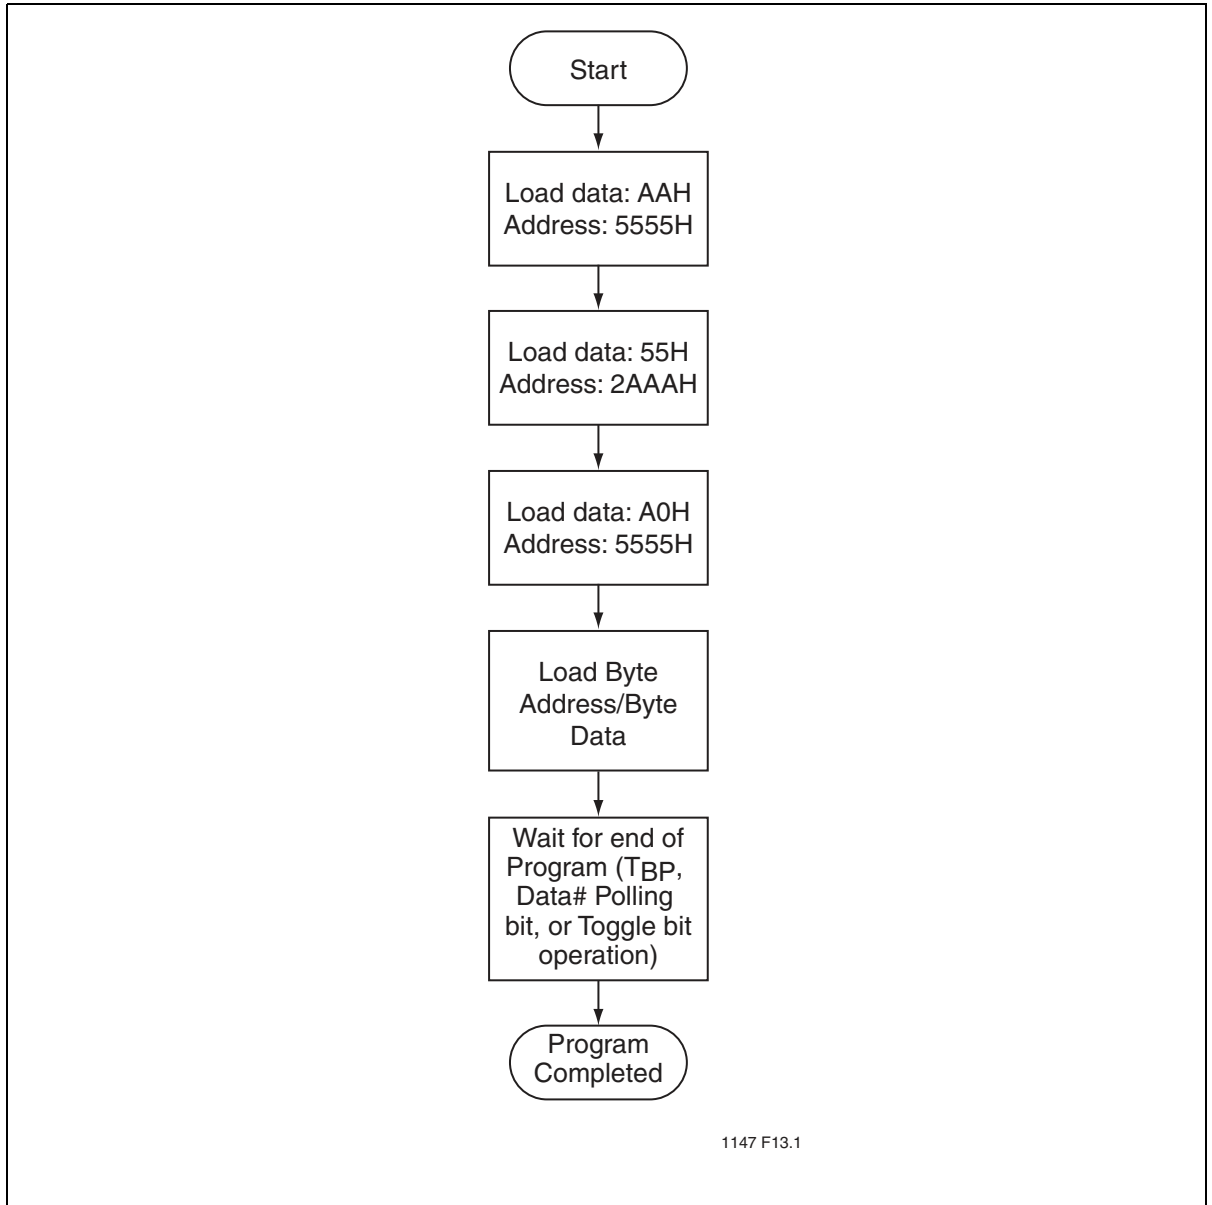 Start
Load data: AAH
Address: 5555H
Load data: 55H
Address: 2AAAH
Load data: A0H
Address: 5555H
Load Byte
Address/Byte
Data
Wait for end of
Program (TBP,
Data# Polling
bit, or Toggle bit
operation)
Program
Completed
1147 F13.1